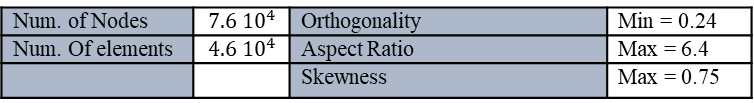 Num. of Nodes 7.6 10⁴ Orthogonality Min = 0.24
Num. Of elements 4.6 10⁴ Aspect Ratio Max = 6.4
Skewness Max = 0.75